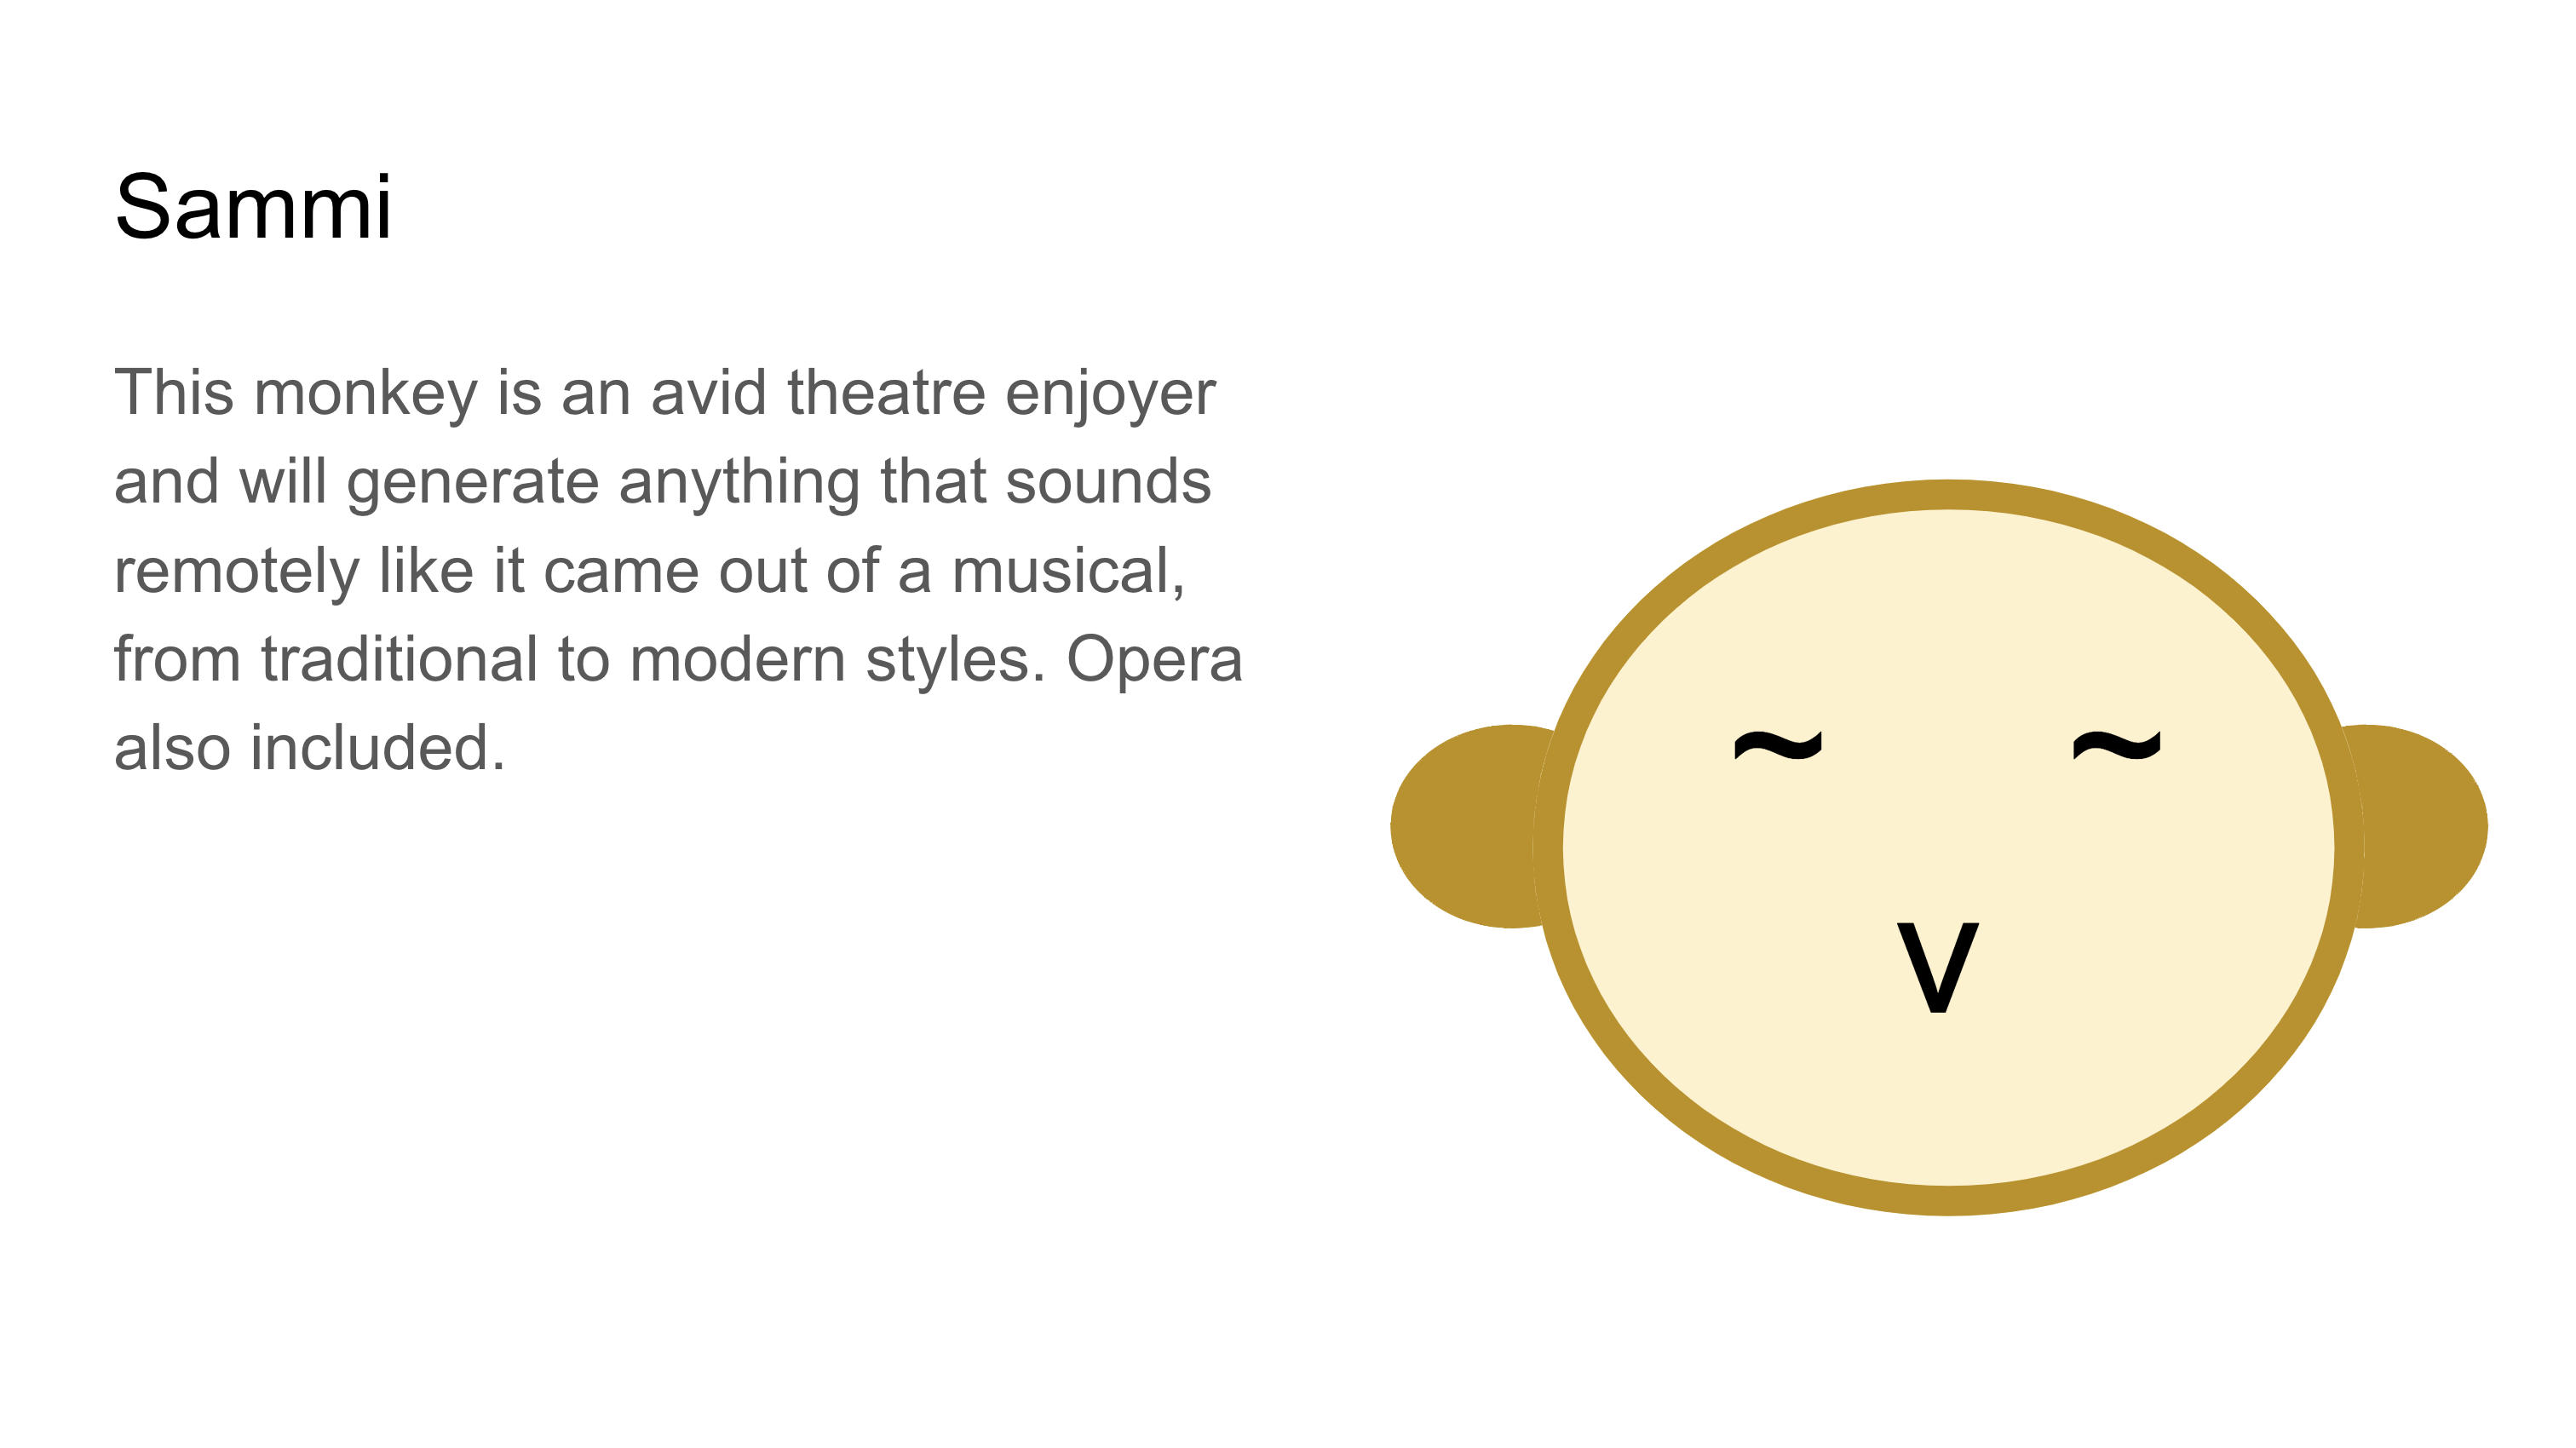 Sammi
This monkey is an avid theatre enjoyer
and will generate anything that sounds
remotely like it came out of a musical,
from traditional to modern styles. Opera
also included.
~ ~
v